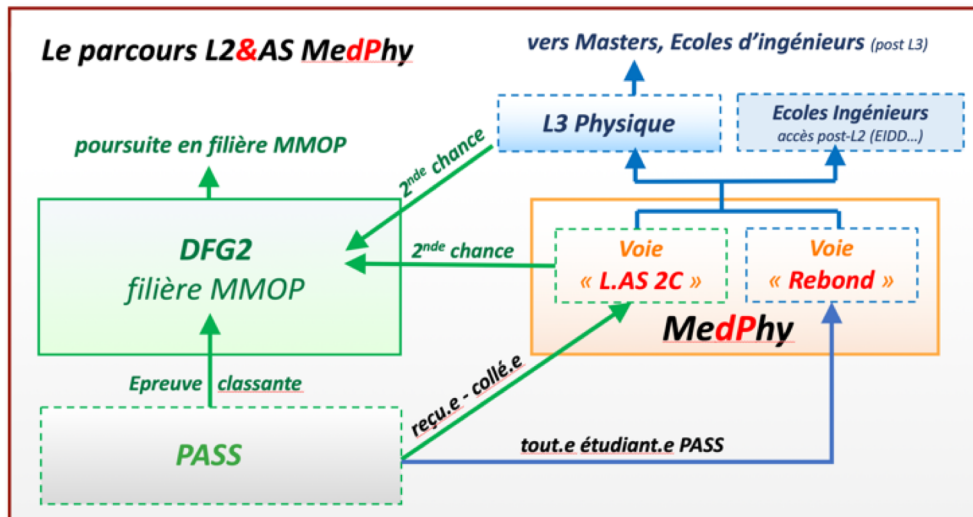 Le parcours L2&AS MedPhy
vers Masters, Ecoles d'ingénieurs (post L3)
L3 Physique
Ecoles Ingénieurs
accès post-L2 (EIDD...)
poursuite en filière MMOP
2nde chance
DFG2
filière MMOP
2nde chance
Voie
« L.AS 2C »
Voie
« Rebond »
MedPhy
Epreuve classante
reçu.e - collé.e
PASS
tout.e étudiant.e PASS